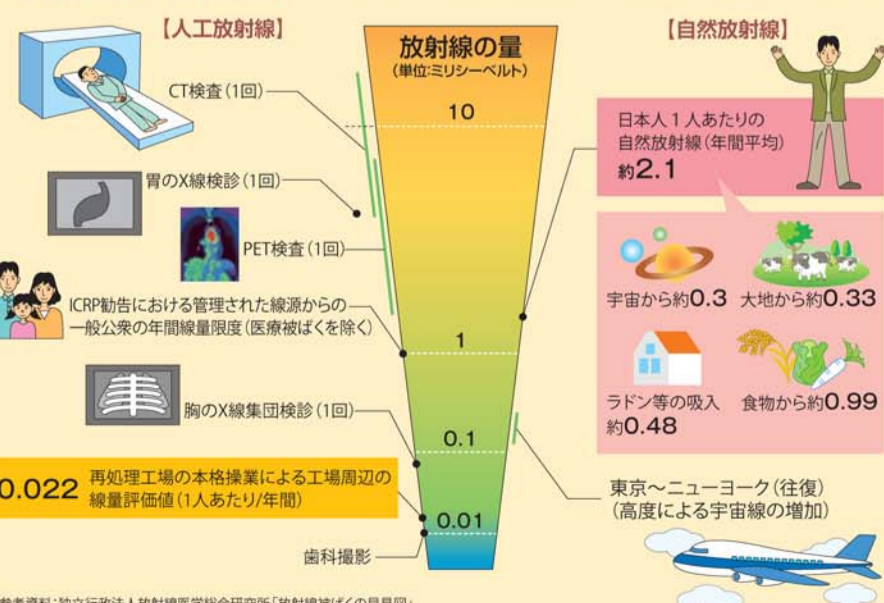 【人工放射線】
CT検査(1回)
胃のX線検診(1回)
PET検査(1回)
ICRP勧告における管理された線源からの
一般公衆の年間線量限度(医療被ばくを除く)
胸のX線集団検診(1回)
0.022 再処理工場の本格操業による工場周辺の
線量評価値(1人あたり/年間)
歯科撮影
放射線の量
(単位:ミリシーベルト)
10
1
0.1
0.01
【自然放射線】
日本人1人あたりの
自然放射線(年間平均)
約2.1
宇宙から約0.3
大地から約0.33
ラドン等の吸入
約0.48
食物から約0.99
東京〜ニューヨーク(往復)
(高度による宇宙線の増加)